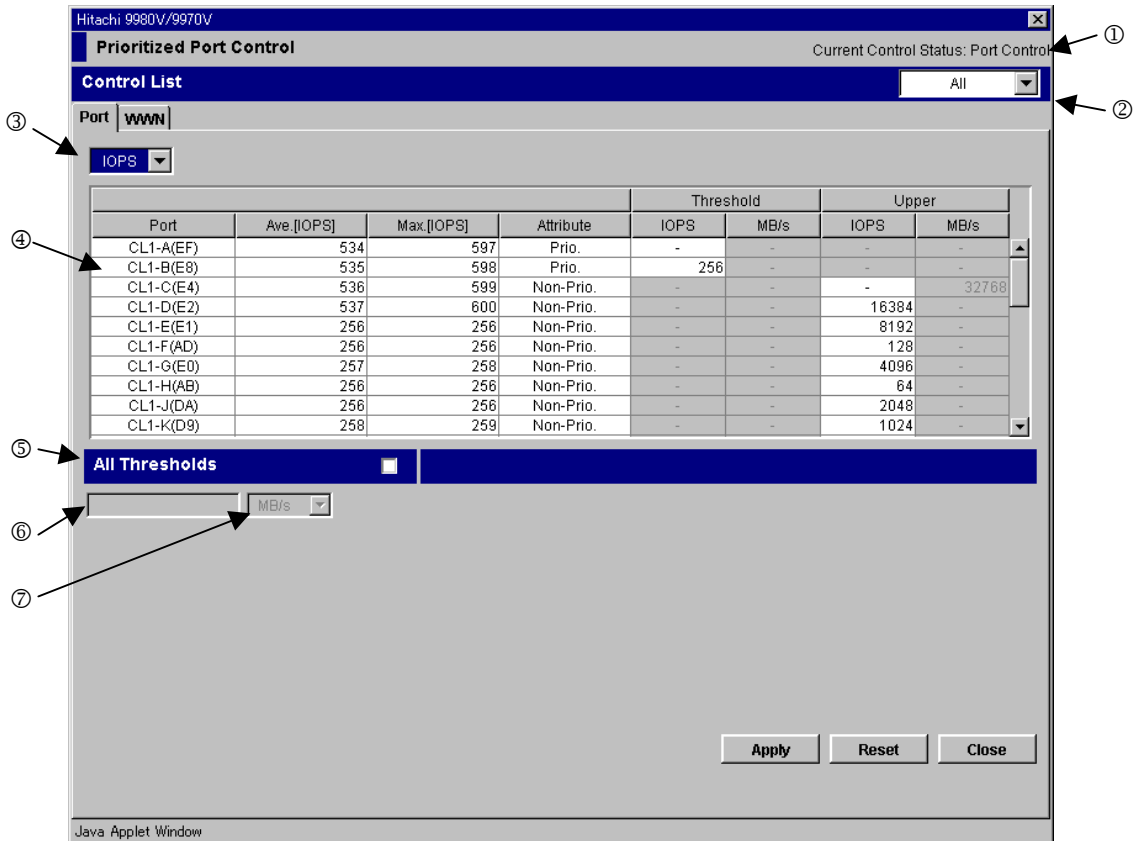 Hitachi 9980V/9970V
①
Prioritized Port Control
Current Control Status: Port Control
Control List
All
②
③
Port WWN
IOPS
Threshold Upper
Port Ave.[IOPS] Max.[IOPS] Attribute IOPS MB/s IOPS MB/s
④
CL1-A(EF) 534 597 Prio. - - - -
CL1-B(E8) 535 598 Prio. 256 - - -
CL1-C(E4) 536 599 Non-Prio. - - - 32768
CL1-D(E2) 537 600 Non-Prio. - - 16384 -
CL1-E(E1) 256 256 Non-Prio. - - 8192 -
CL1-F(AD) 256 256 Non-Prio. - - 128 -
CL1-G(E0) 257 258 Non-Prio. - - 4096 -
CL1-H(AB) 256 256 Non-Prio. - - 64 -
CL1-J(DA) 256 256 Non-Prio. - - 2048 -
CL1-K(D9) 258 259 Non-Prio. - - 1024 -
⑤
All Thresholds
MB/s
⑥
⑦
Apply Reset Close
Java Applet Window